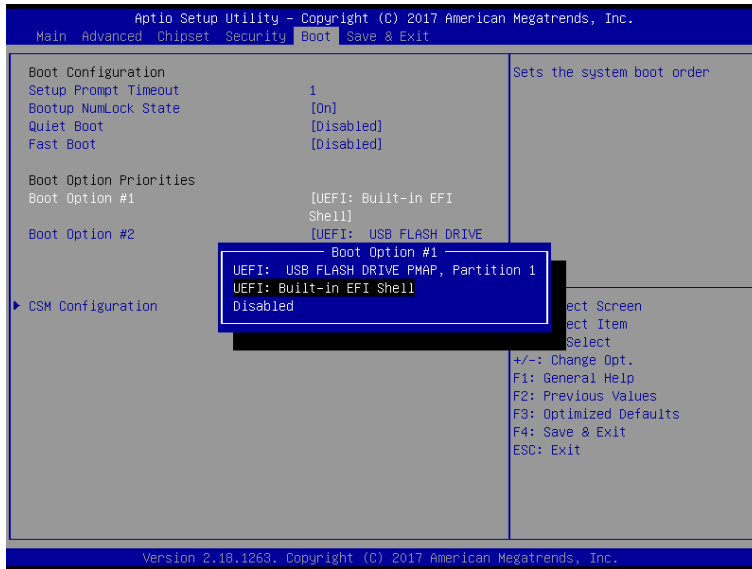 Aptio Setup Utility – Copyright (C) 2017 American Megatrends, Inc.
Main Advanced Chipset Security Boot Save & Exit
Boot Configuration
Setup Prompt Timeout 1
Bootup NumLock State [On]
Quiet Boot [Disabled]
Fast Boot [Disabled]
Boot Option Priorities
Boot Option #1 [UEFI: Built-in EFI
Shell]
Boot Option #2 [UEFI: USB FLASH DRIVE
CSM Configuration
Boot Option #1
UEFI: USB FLASH DRIVE PMAP, Partition 1
UEFI: Built-in EFI Shell
Disabled
Sets the system boot order
ect Screen
ect Item
Select
+/-: Change Opt.
F1: General Help
F2: Previous Values
F3: Optimized Defaults
F4: Save & Exit
ESC: Exit
Version 2.18.1263. Copyright (C) 2017 American Megatrends, Inc.